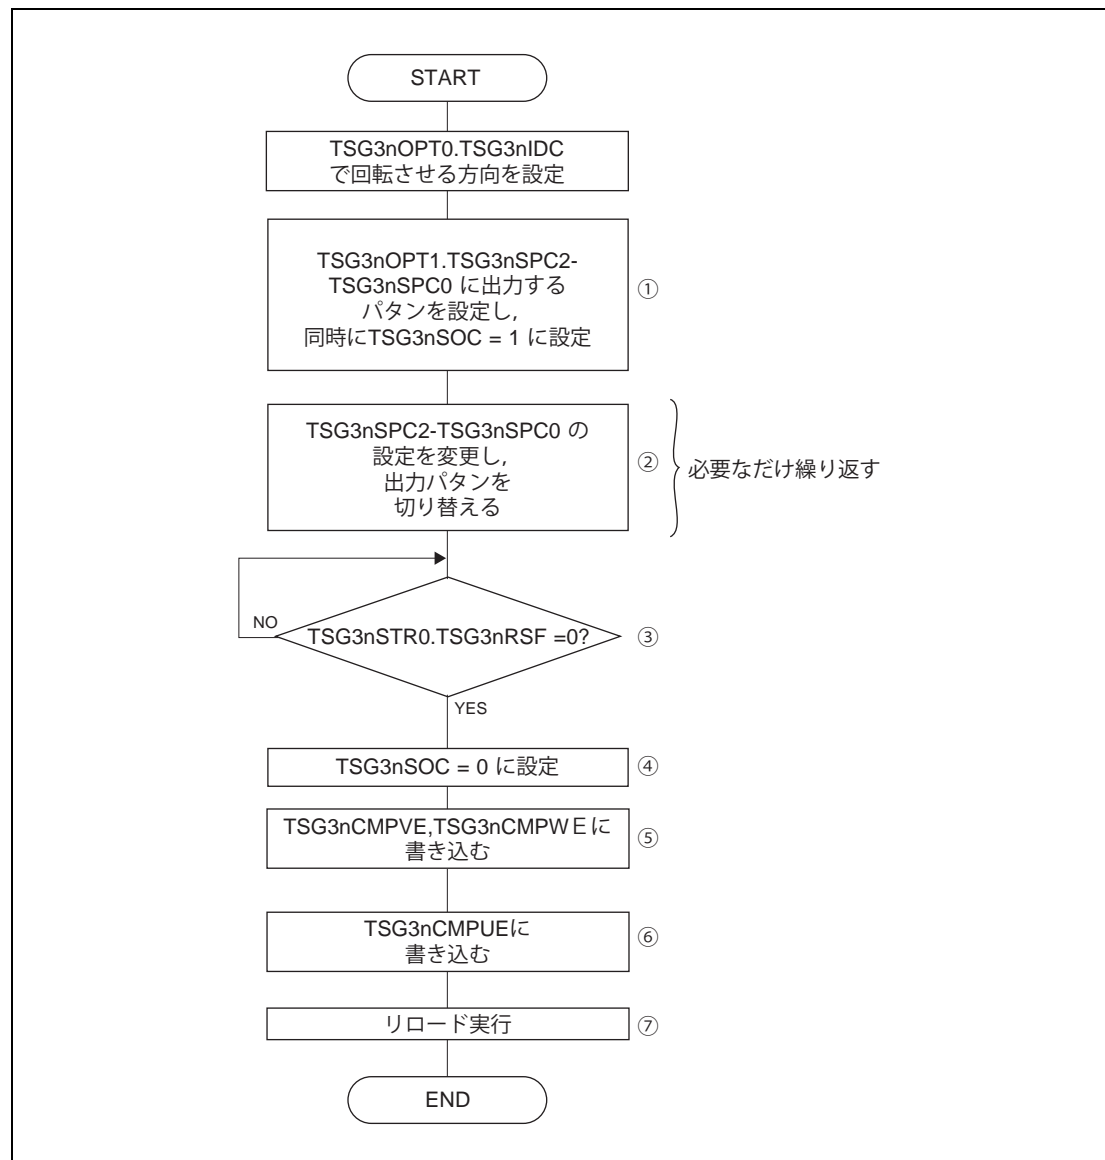 START
TSG3nOPT0.TSG3nIDC
で回転させる方向を設定
TSG3nOPT1.TSG3nSPC2-
TSG3nSPC0 に出力する
パタンを設定し,
同時にTSG3nSOC = 1 に設定
①
TSG3nSPC2-TSG3nSPC0 の
設定を変更し,
出力パタンを
切り替える
②
必要なだけ繰り返す
NO
TSG3nSTR0.TSG3nRSF =0?
③
YES
TSG3nSOC = 0 に設定
④
TSG3nCMPVE,TSG3nCMPWEに
書き込む
⑤
TSG3nCMPUEに
書き込む
⑥
リロード実行
⑦
END